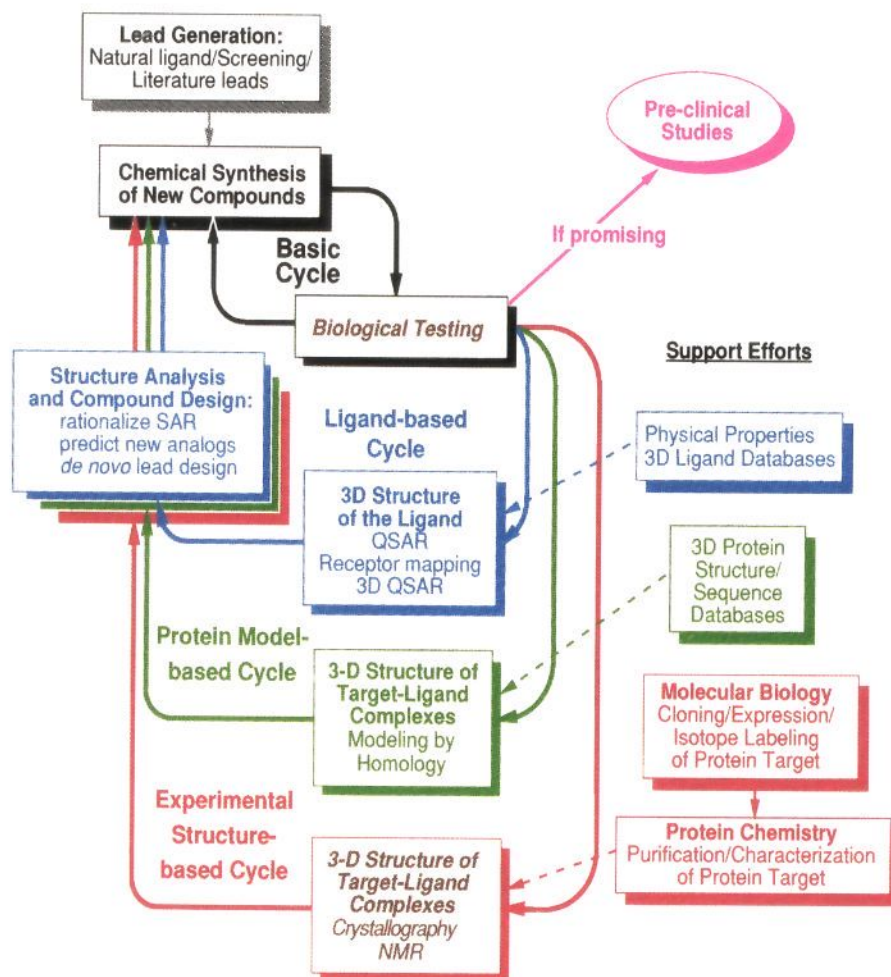 Lead Generation:
Natural ligand/Screening/
Literature leads
Pre-clinical
Studies
Chemical Synthesis
of New Compounds
If promising
Basic
Cycle
Biological Testing
Support Efforts
Structure Analysis
and Compound Design:
rationalize SAR
predict new analogs
de novo lead design
Ligand-based
Cycle
Physical Properties
3D Ligand Databases
3D Structure
of the Ligand
QSAR
Receptor mapping
3D QSAR
3D Protein
Structure/
Sequence
Databases
Protein Model-
based Cycle
3-D Structure of
Target-Ligand
Complexes
Modeling by
Homology
Molecular Biology
Cloning/Expression/
Isotope Labeling
of Protein Target
Experimental
Structure-
based Cycle
Protein Chemistry
Purification/Characterization
of Protein Target
3-D Structure of
Target-Ligand
Complexes
Crystallography
NMR